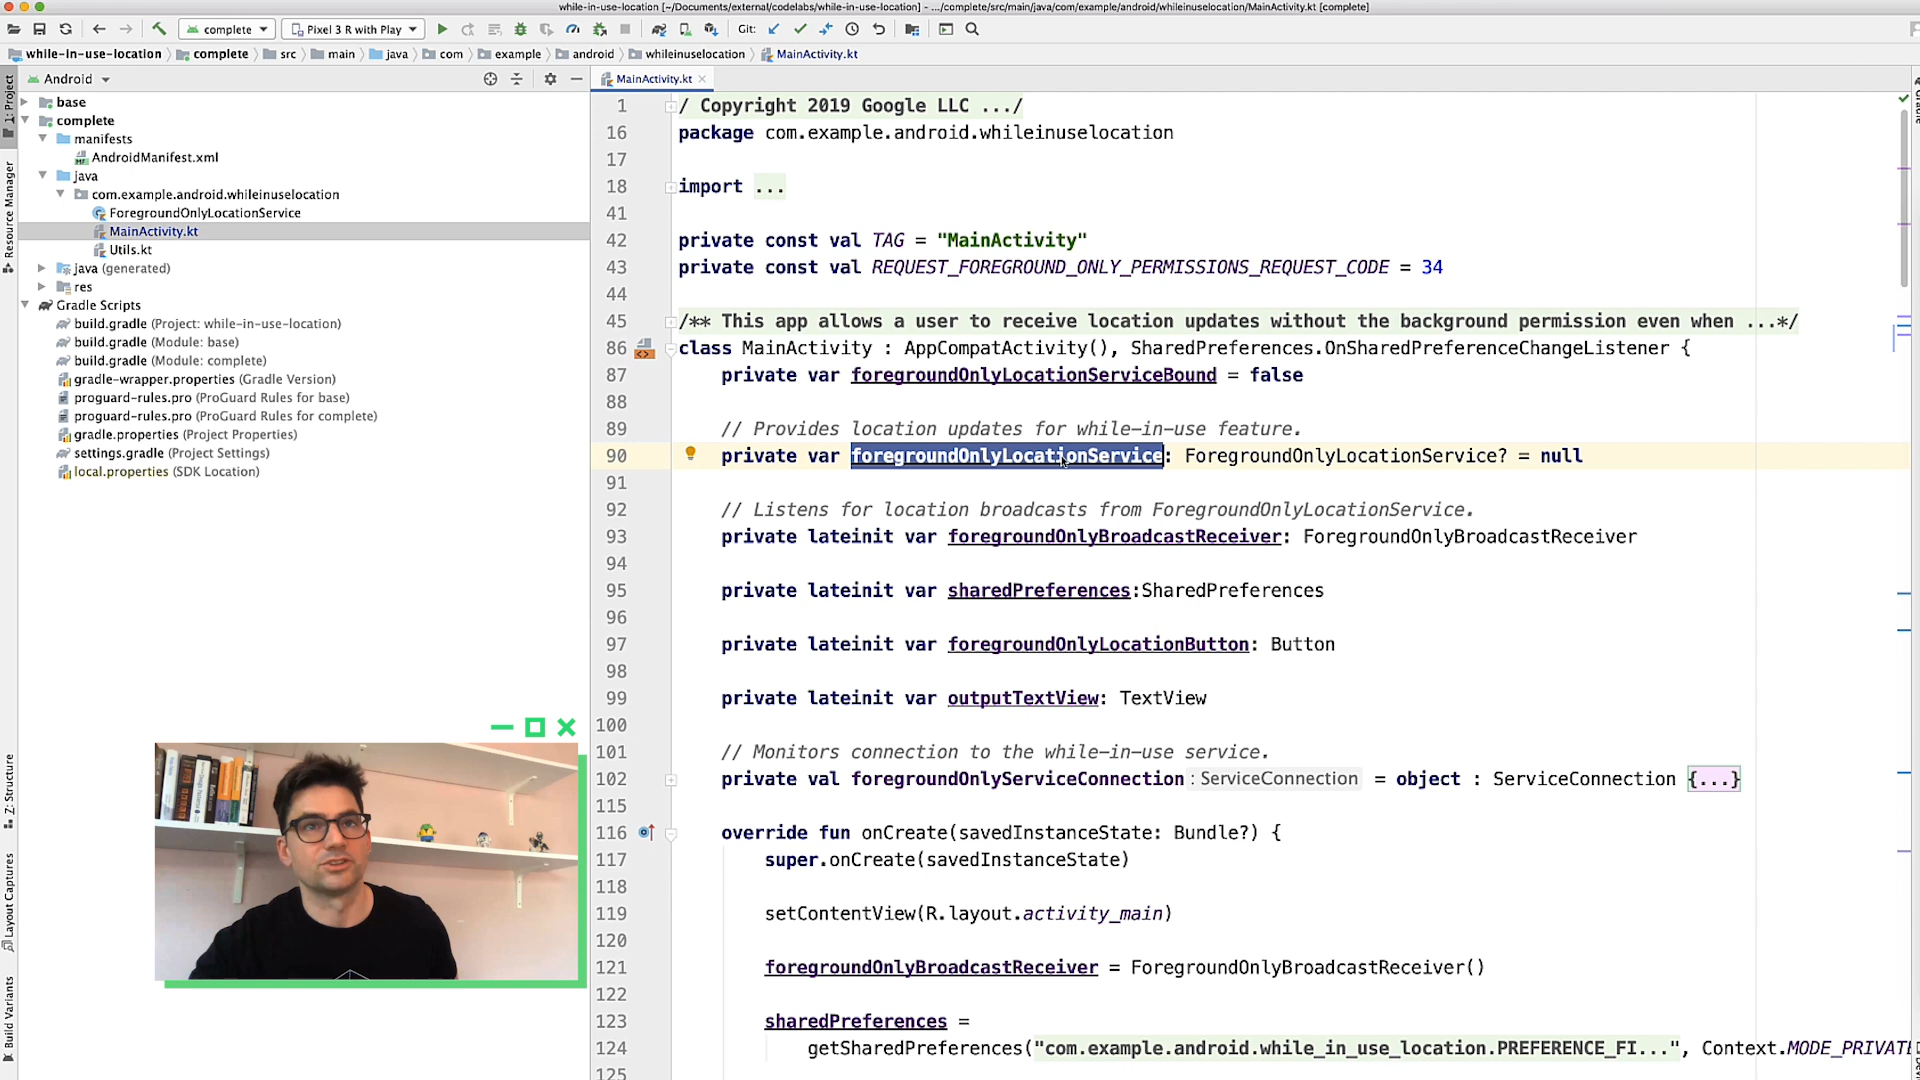 while-in-use-location [~/Documents/external/codelabs/while-in-use-location] - .../complete/src/main/java/com/example/android/whileinuselocation/MainActivity.kt [complete]
complete
Pixel 3 R with Play
Git:
while-in-use-location
complete
src
main
java
com
example
android
whileinuselocation
MainActivity.kt
1: Project
Resource Manager
Z: Structure
Layout Captures
Build Variants
Android
base
complete
manifests
AndroidManifest.xml
java
com.example.android.whileinuselocation
ForegroundOnlyLocationService
MainActivity.kt
Utils.kt
java (generated)
res
Gradle Scripts
build.gradle (Project: while-in-use-location)
build.gradle (Module: base)
build.gradle (Module: complete)
gradle-wrapper.properties (Gradle Version)
proguard-rules.pro (ProGuard Rules for base)
proguard-rules.pro (ProGuard Rules for complete)
gradle.properties (Project Properties)
settings.gradle (Project Settings)
local.properties (SDK Location)
MainActivity.kt
1 / Copyright 2019 Google LLC .../
16 package com.example.android.whileinuselocation
17
18 import ...
41
42 private const val TAG = "MainActivity"
43 private const val REQUEST_FOREGROUND_ONLY_PERMISSIONS_REQUEST_CODE = 34
44
45 /** This app allows a user to receive location updates without the background permission even when ...*/
86 class MainActivity : AppCompatActivity(), SharedPreferences.OnSharedPreferenceChangeListener {
87 private var foregroundOnlyLocationServiceBound = false
88
89 // Provides location updates for while-in-use feature.
90 private var foregroundOnlyLocationService: ForegroundOnlyLocationService? = null
91
92 // Listens for location broadcasts from ForegroundOnlyLocationService.
93 private lateinit var foregroundOnlyBroadcastReceiver: ForegroundOnlyBroadcastReceiver
94
95 private lateinit var sharedPreferences:SharedPreferences
96
97 private lateinit var foregroundOnlyLocationButton: Button
98
99 private lateinit var outputTextView: TextView
100
101 // Monitors connection to the while-in-use service.
102 private val foregroundOnlyServiceConnection : ServiceConnection = object : ServiceConnection {...}
115
116 override fun onCreate(savedInstanceState: Bundle?) {
117 super.onCreate(savedInstanceState)
118
119 setContentView(R.layout.activity_main)
120
121 foregroundOnlyBroadcastReceiver = ForegroundOnlyBroadcastReceiver()
122
123 sharedPreferences =
124 getSharedPreferences("com.example.android.while_in_use_location.PREFERENCE_FI...", Context.MODE_PRIVATE
125